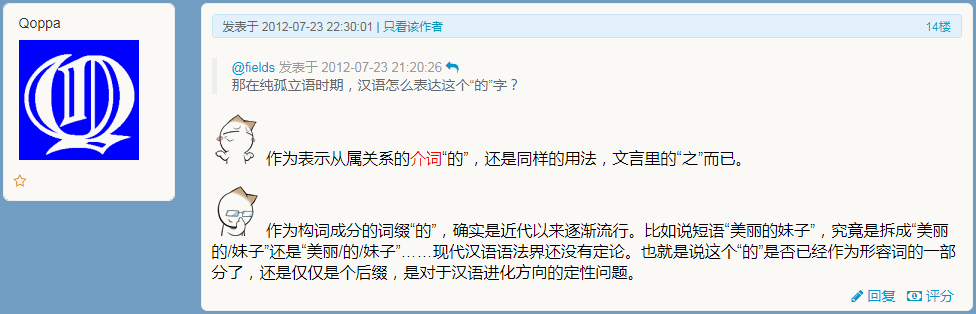 Qoppa
发表于 2012-07-23 22:30:01 | 只看该作者
14楼
@fields 发表于 2012-07-23 21:20:26
那在纯孤立语时期，汉语怎么表达这个“的”字？
作为表示从属关系的介词“的”，还是同样的用法，文言里的“之”而已。
作为构词成分的词缀“的”，确实是近代以来逐渐流行。比如说短语“美丽的妹子”，究竟是拆成“美丽
的/妹子”还是“美丽/的/妹子”……现代汉语语法界还没有定论。也就是说这个“的”是否已经作为形容词的一部
分了，还是仅仅是个后缀，是对于汉语进化方向的定性问题。
回复 评分